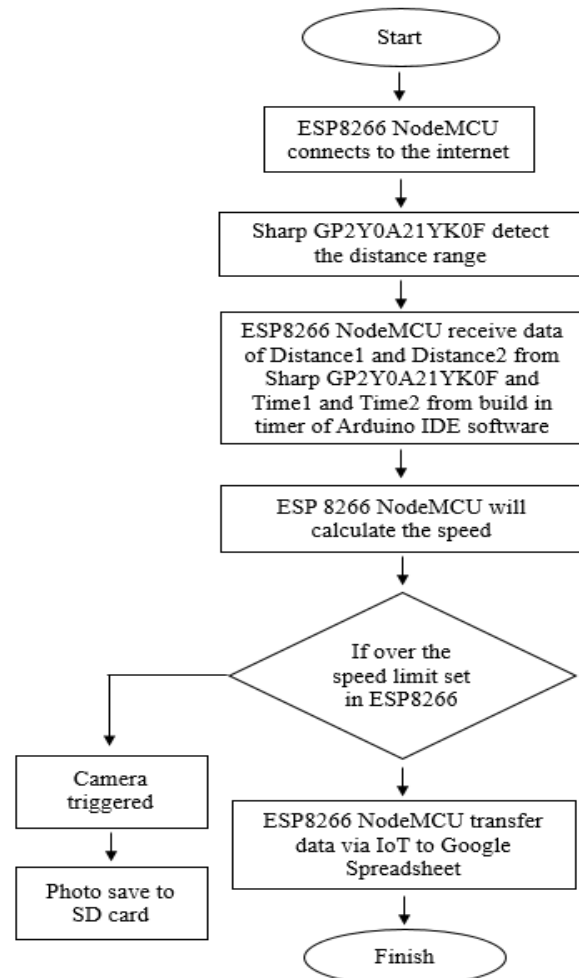 Start
ESP8266 NodeMCU
connects to the internet
Sharp GP2Y0A21YK0F detect
the distance range
ESP8266 NodeMCU receive data
of Distance1 and Distance2 from
Sharp GP2Y0A21YK0F and
Time1 and Time2 from build in
timer of Arduino IDE software
ESP 8266 NodeMCU will
calculate the speed
If over the
speed limit set
in ESP8266
Camera
triggered
Photo save to
SD card
ESP8266 NodeMCU transfer
data via IoT to Google
Spreadsheet
Finish